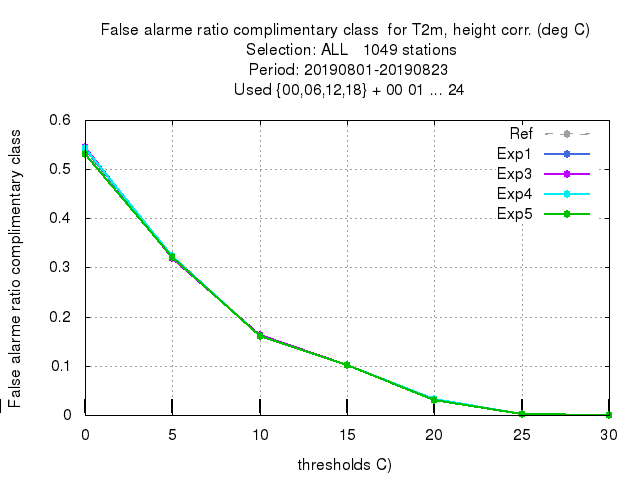 False alarme ratio complimentary class  for T2m, height corr. (deg C)
Selection: ALL   1049 stations
Period: 20190801-20190823
Used {00,06,12,18} + 00 01 ... 24
False alarme ratio complimentary class
0.6
0.5
0.4
0.3
0.2
0.1
0
Ref
Exp1
Exp3
Exp4
Exp5
0 5 10 15 20 25 30
thresholds C)